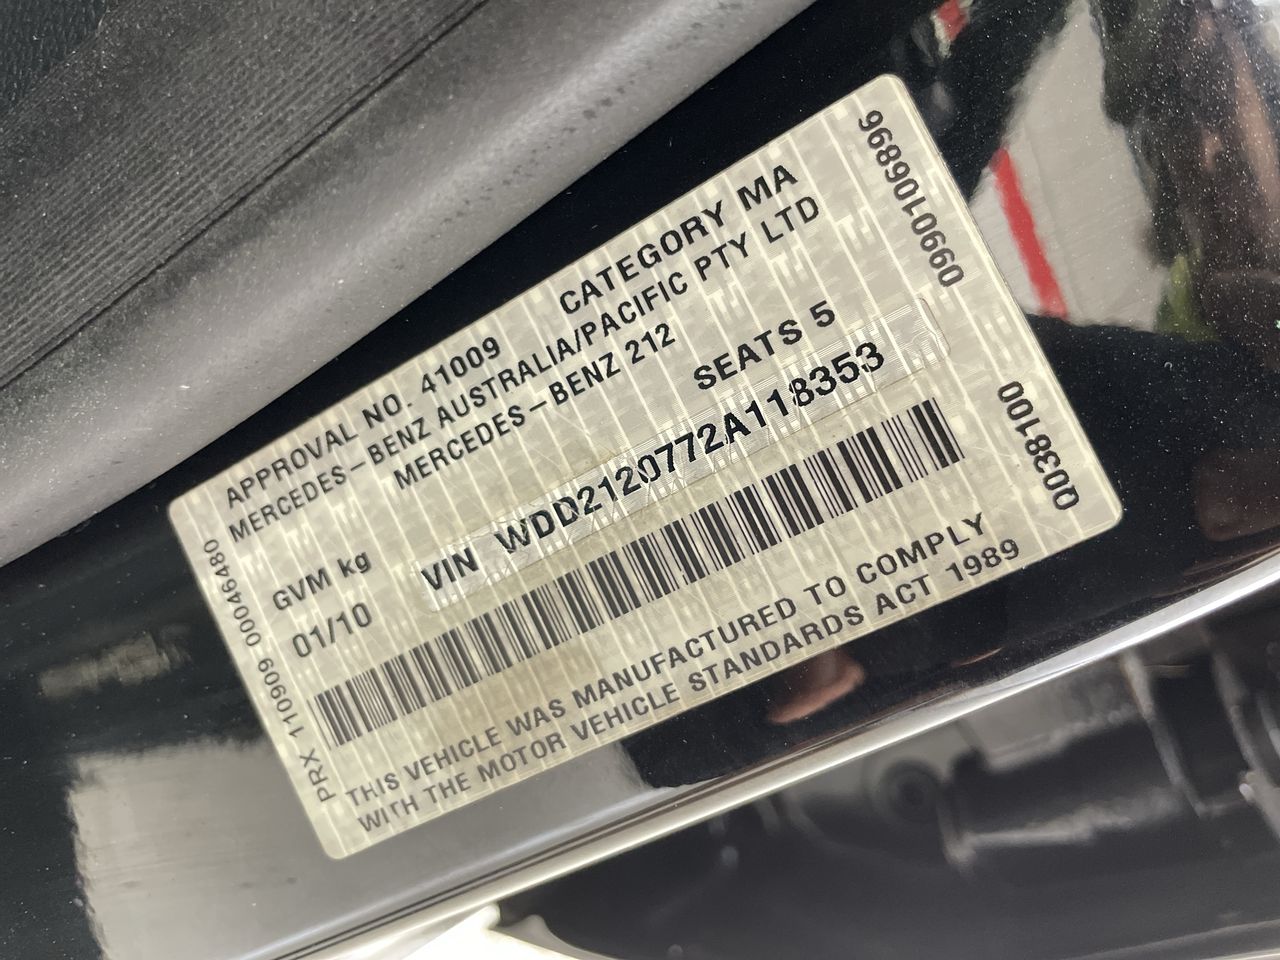 APPROVAL NO. 41009 CATEGORY MA
MERCEDES-BENZ AUSTRALIA/PACIFIC PTY LTD
MERCEDES-BENZ 212
GVM kg SEATS 5
01/10 VIN WDD2120772A118353
THIS VEHICLE WAS MANUFACTURED TO COMPLY
WITH THE MOTOR VEHICLE STANDARDS ACT 1989
PRX 110909 00046480
0990106896
Q038100